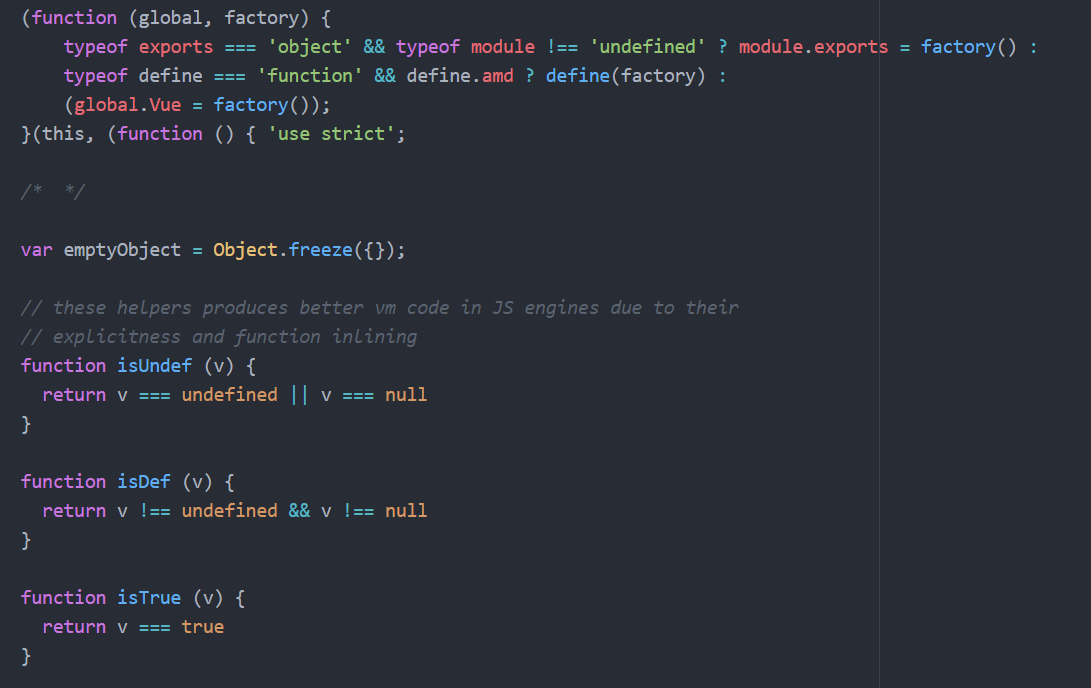 (function (global, factory) {
    typeof exports === 'object' && typeof module !== 'undefined' ? module.exports = factory() :
    typeof define === 'function' && define.amd ? define(factory) :
    (global.Vue = factory());
}(this, (function () { 'use strict';

/*  */

var emptyObject = Object.freeze({});

// these helpers produces better vm code in JS engines due to their
// explicitness and function inlining
function isUndef (v) {
  return v === undefined || v === null
}

function isDef (v) {
  return v !== undefined && v !== null
}

function isTrue (v) {
  return v === true
}